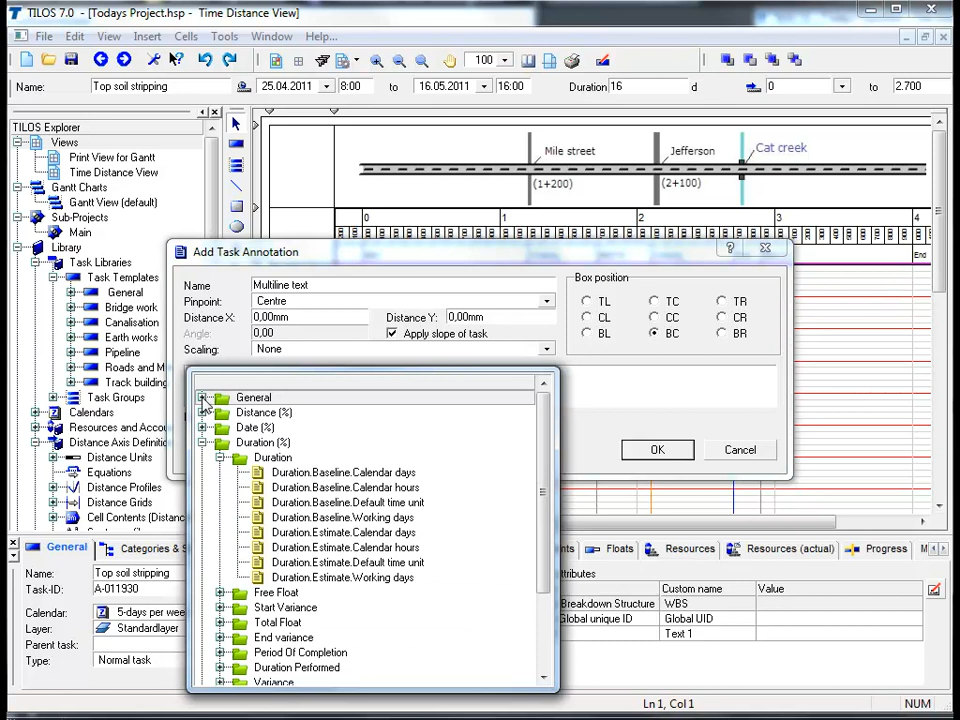 TILOS 7.0 - [Todays Project.hsp - Time Distance View]
File Edit View Insert Cells Tools Window Help...
100
Name: Top soil stripping 25.04.2011 8:00 to 16.05.2011 16:00 Duration 16 d 0 to 2.700
TILOS Explorer
Views
Print View for Gantt
Time Distance View
Gantt Charts
Gantt View (default)
Sub-Projects
Main
Library
Task Libraries
Task Templates
General
Bridge work
Canalisation
Earth works
Pipeline
Roads and M
Track building
Task Groups
Calendars
Resources and Accou
Distance Axis Definitio
Distance Units
Equations
Distance Profiles
Distance Grids
Cell Contents (Distanc
Mile street Jefferson Cat creek
(1+200) (2+100)
0 1 2 3 4
End
Add Task Annotation
Name Multiline text
Pinpoint: Centre
Distance X: 0,00mm Distance Y: 0,00mm
Angle: 0,00 Apply slope of task
Scaling: None
Box position
TL TC TR
CL CC CR
BL BC BR
OK Cancel
General
Distance (%)
Date (%)
Duration (%)
Duration
Duration.Baseline.Calendar days
Duration.Baseline.Calendar hours
Duration.Baseline.Default time unit
Duration.Baseline.Working days
Duration.Estimate.Calendar days
Duration.Estimate.Calendar hours
Duration.Estimate.Default time unit
Duration.Estimate.Working days
Free Float
Start Variance
Total Float
End variance
Period Of Completion
Duration Performed
Variance
General Categories & S
Name: Top soil stripping
Task-ID: A-011930
Calendar: 5-days per wee
Layer: Standardlayer
Parent task:
Type: Normal task
nts Floats Resources Resources (actual) Progress M
ttributes
Custom name Value
Breakdown Structure WBS
Global unique ID Global UID
Text 1
Ln 1, Col 1 NUM